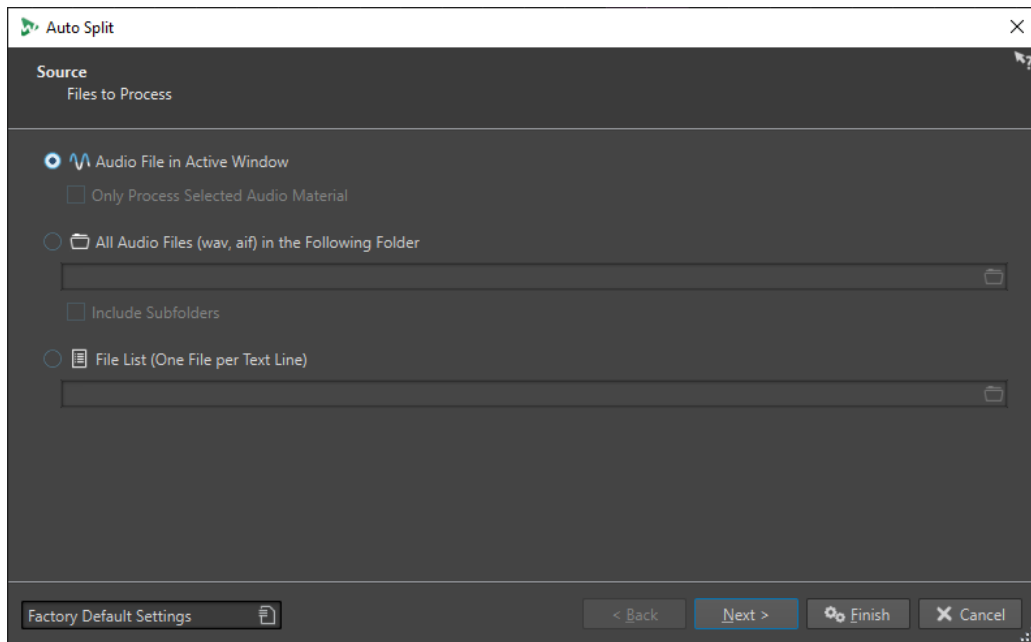 Auto Split
Source
Files to Process
Audio File in Active Window
Only Process Selected Audio Material
All Audio Files (wav, aif) in the Following Folder
Include Subfolders
File List (One File per Text Line)
Factory Default Settings
< Back
Next >
Finish
Cancel